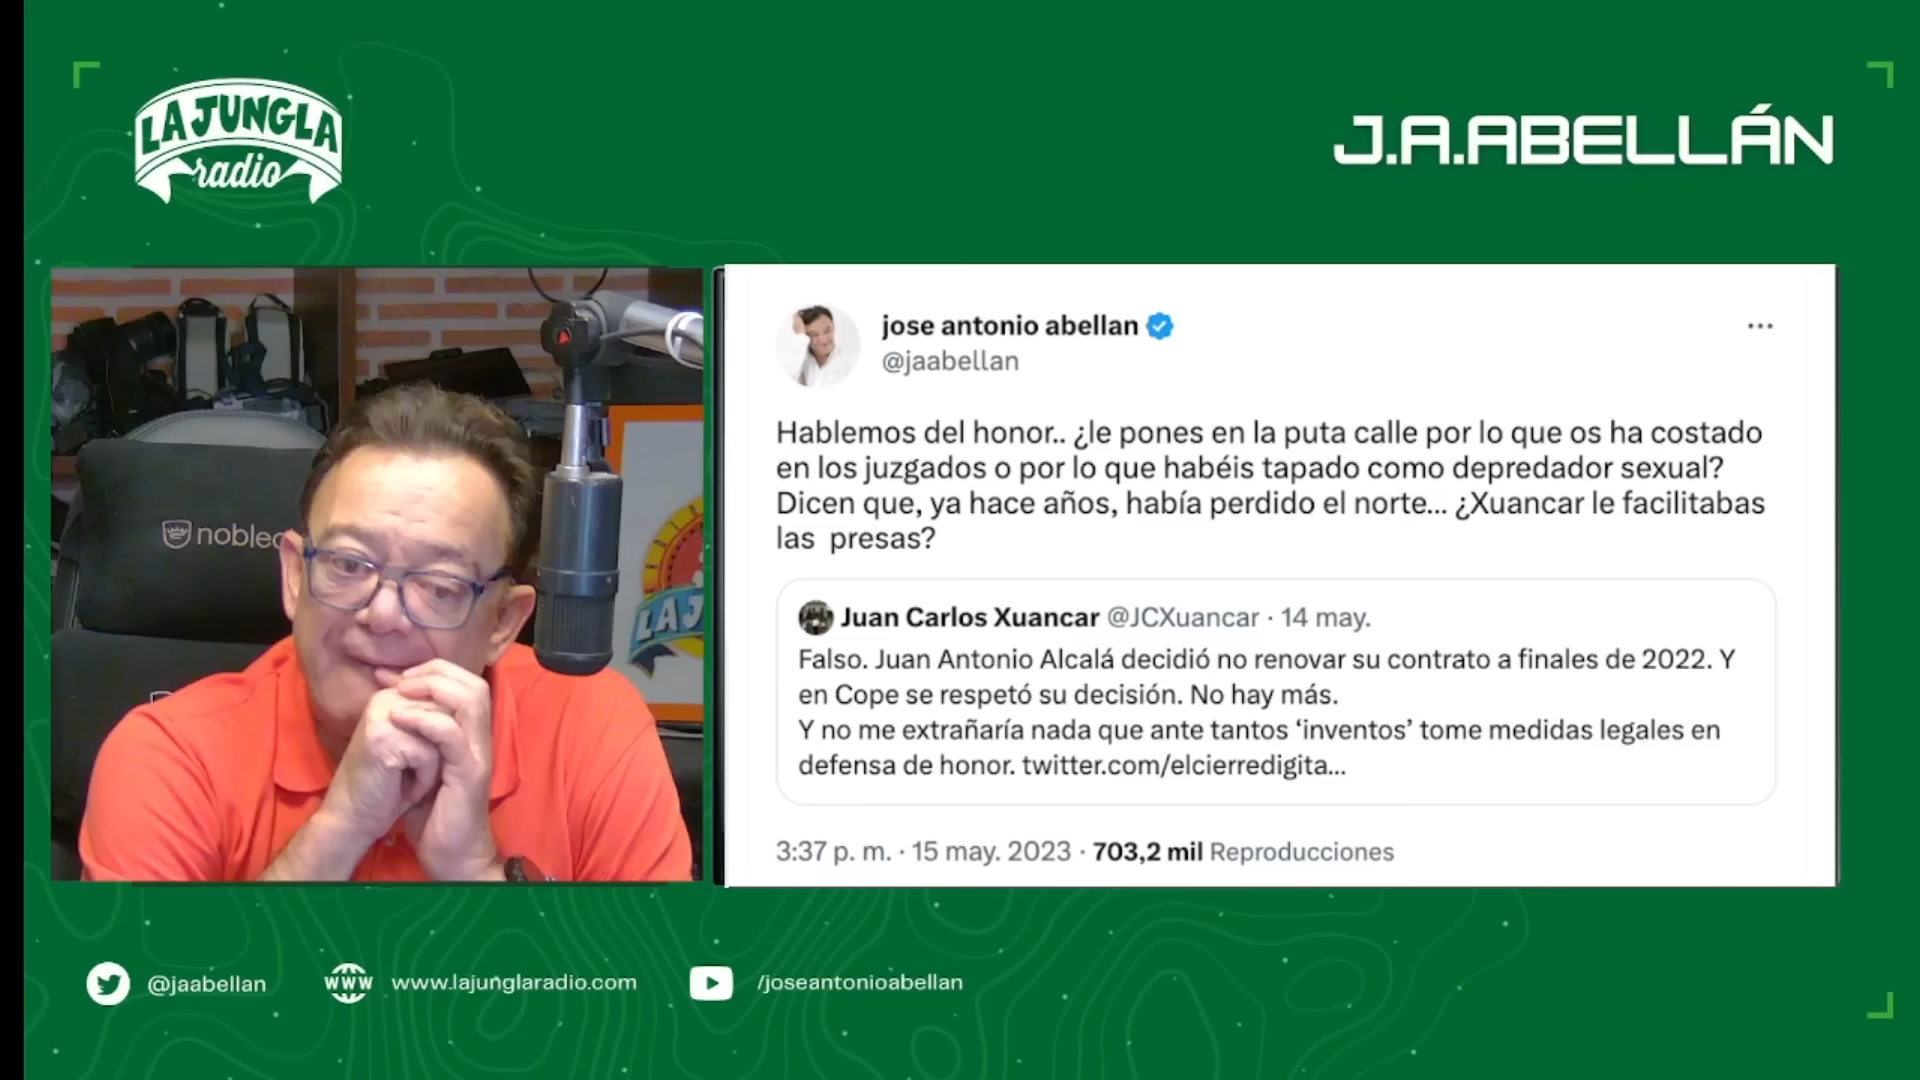 LA JUNGLA
radio
J.A.ABELLÁN
noblec
LA J
jose antonio abellan
@jaabellan
Hablemos del honor.. ¿le pones en la puta calle por lo que os ha costado
en los juzgados o por lo que habéis tapado como depredador sexual?
Dicen que, ya hace años, había perdido el norte... ¿Xuancar le facilitabas
las presas?
Juan Carlos Xuancar @JCXuancar · 14 may.
Falso. Juan Antonio Alcalá decidió no renovar su contrato a finales de 2022. Y
en Cope se respetó su decisión. No hay más.
Y no me extrañaría nada que ante tantos ‘inventos’ tome medidas legales en
defensa de honor. twitter.com/elcierredigita...
3:37 p. m. · 15 may. 2023 · 703,2 mil Reproducciones
@jaabellan
www www.lajunglaradio.com
/joseantonioabellan